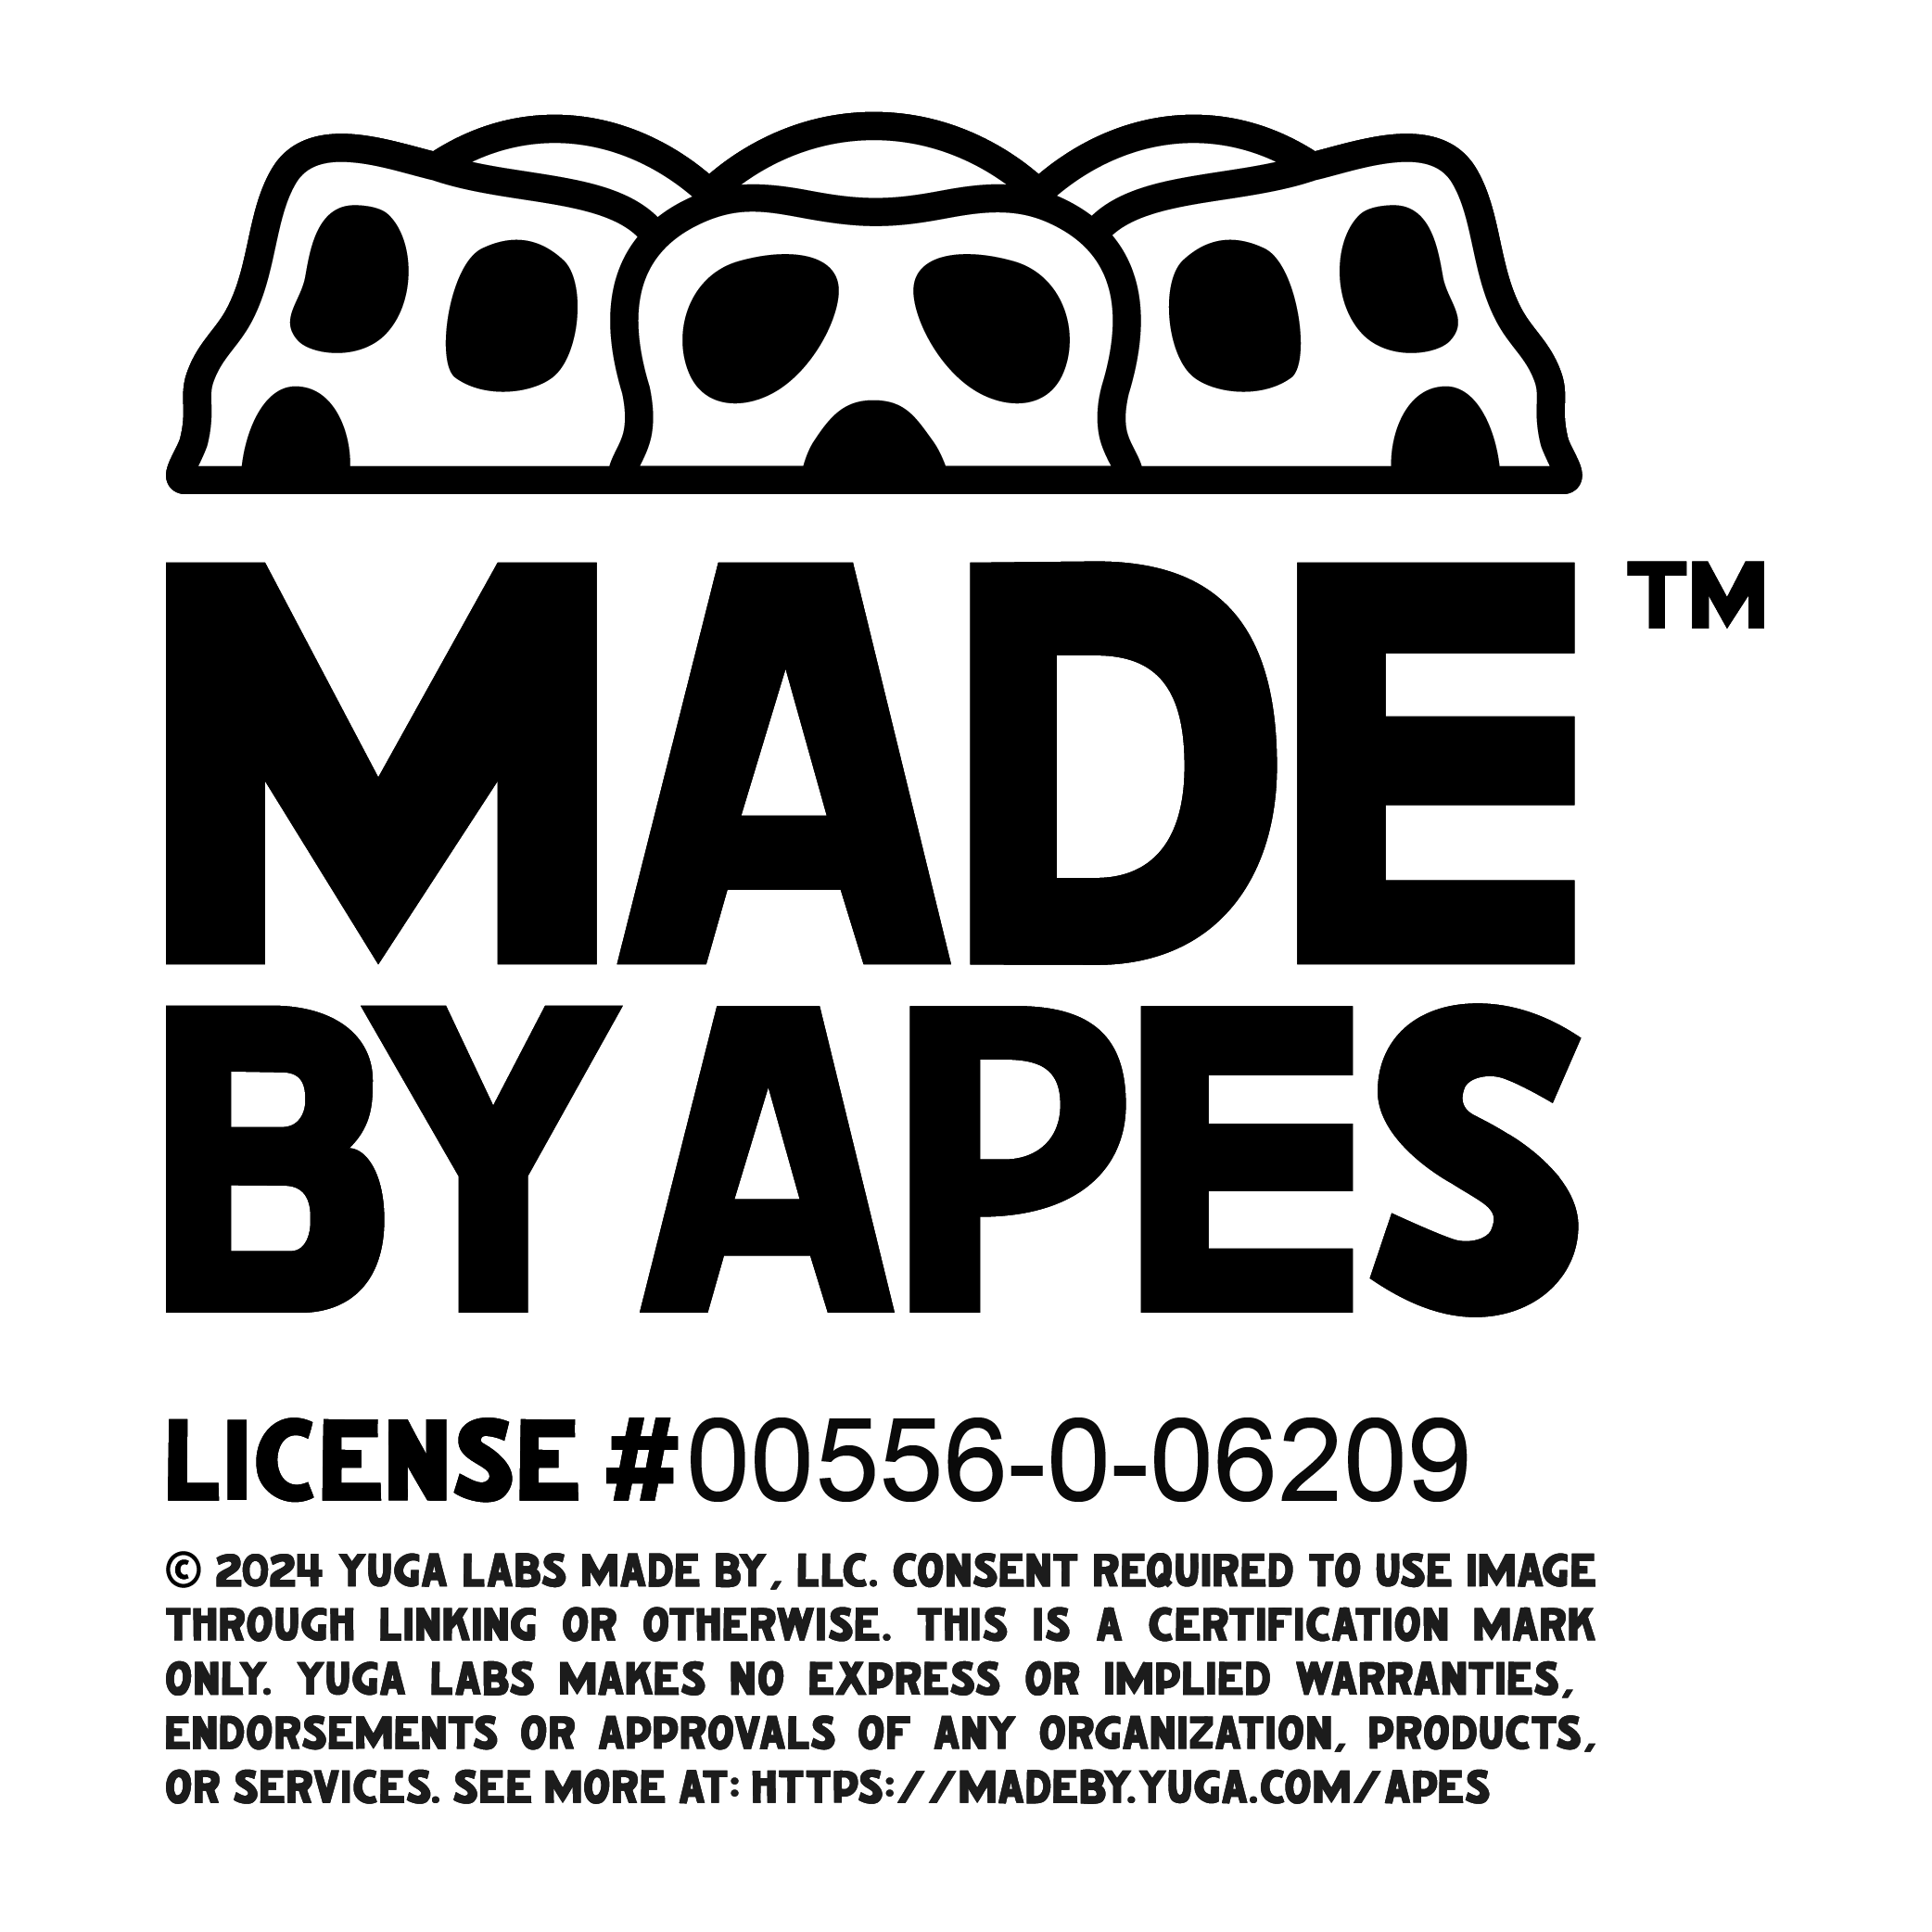 MADE TM
BY APES
LICENSE #00556-0-06209
© 2024 YUGA LABS MADE BY, LLC. CONSENT REQUIRED TO USE IMAGE
THROUGH LINKING OR OTHERWISE. THIS IS A CERTIFICATION MARK
ONLY. YUGA LABS MAKES NO EXPRESS OR IMPLIED WARRANTIES,
ENDORSEMENTS OR APPROVALS OF ANY ORGANIZATION, PRODUCTS,
OR SERVICES. SEE MORE AT: HTTPS://MADEBY.YUGA.COM/APES